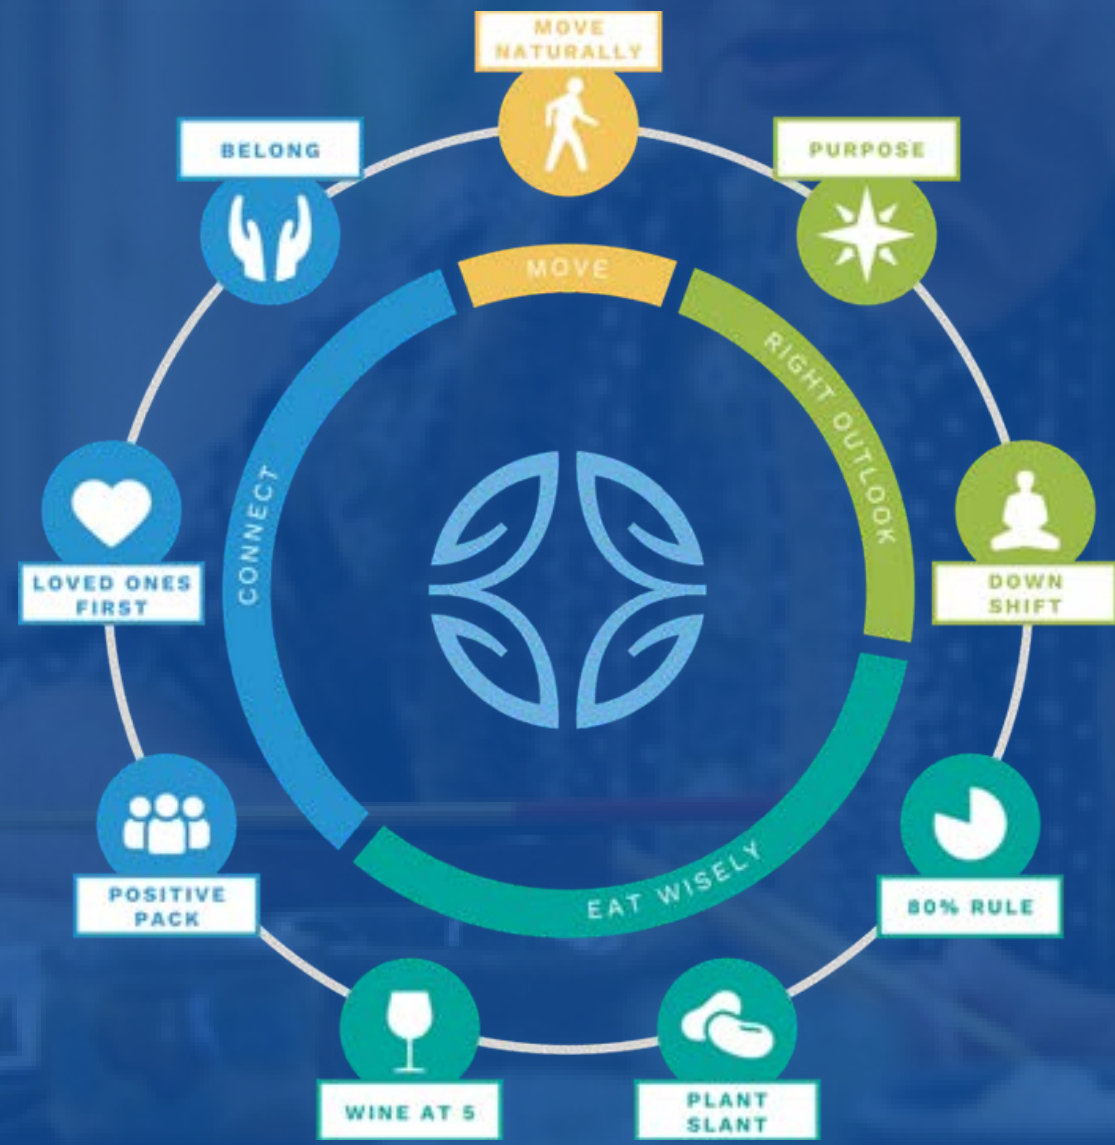 MOVE
NATURALLY
BELONG
PURPOSE
MOVE
RIGHT OUTLOOK
CONNECT
LOVED ONES
FIRST
DOWN
SHIFT
POSITIVE
PACK
EAT WISELY
80% RULE
WINE AT 5
PLANT
SLANT